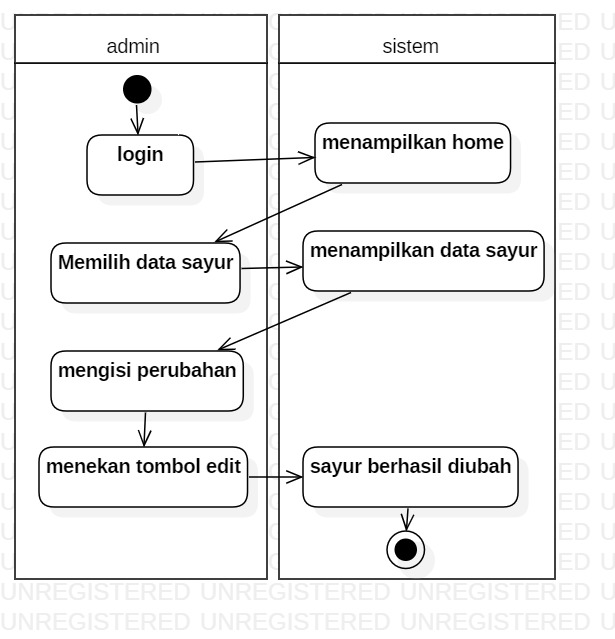 admin
sistem
login
menampilkan home
Memilih data sayur
menampilkan data sayur
mengisi perubahan
menekan tombol edit
sayur berhasil diubah
UNREGISTERED UNREGISTERED UNREGISTERED
UNREGISTERED UNREGISTERED UNREGISTERED